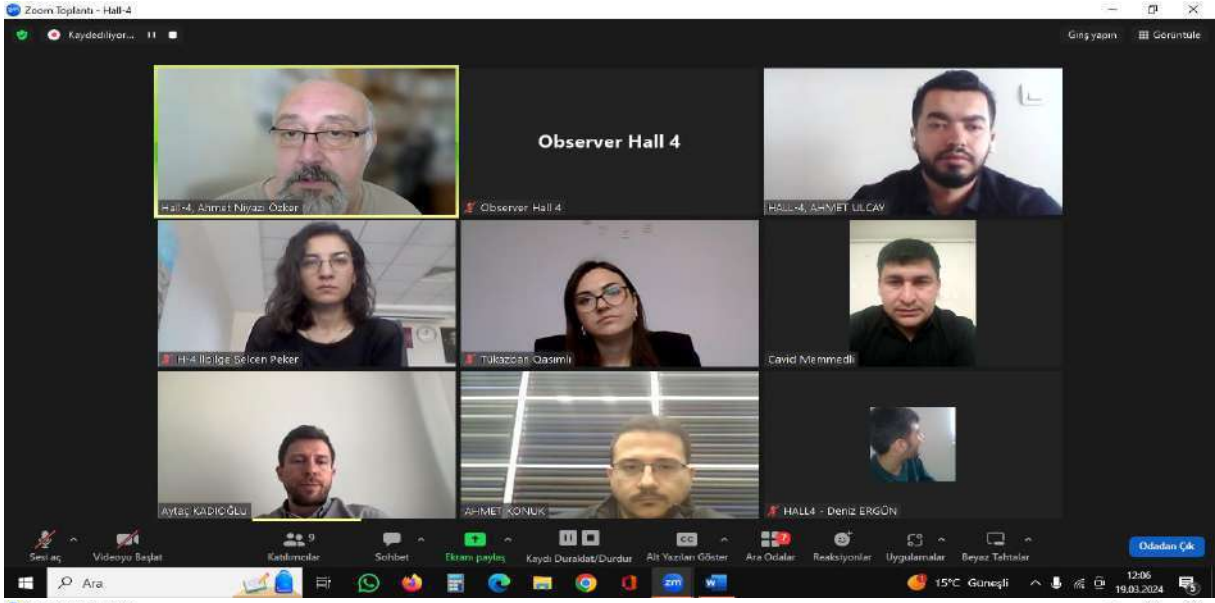 Zoom Toplantı - Hall-4
Kaydediliyor...
Giriş yapın
Görüntüle
Hall-4, Ahmet Niyazi Özker
Observer Hall 4
Observer Hall 4
HALL-4, AHMET ULCAY
H-4 İlbilge Selcen Peker
Tükəzban Qasımlı
Cavid Memmedli
Aytaç KADIOĞLU
AHMET KONUK
HALL4 - Deniz ERGÜN
9
Sesi aç
Videoyu Başlat
Katılımcılar
Sohbet
Ekranı paylaş
Kaydı Duraklat/Durdur
CC
Alt Yazıları Göster
Ara Odalar
Reaksiyonlar
Uygulamalar
Beyaz Tahtalar
Odadan Çık
Ara
zm
15°C Güneşli
12:06
19.03.2024